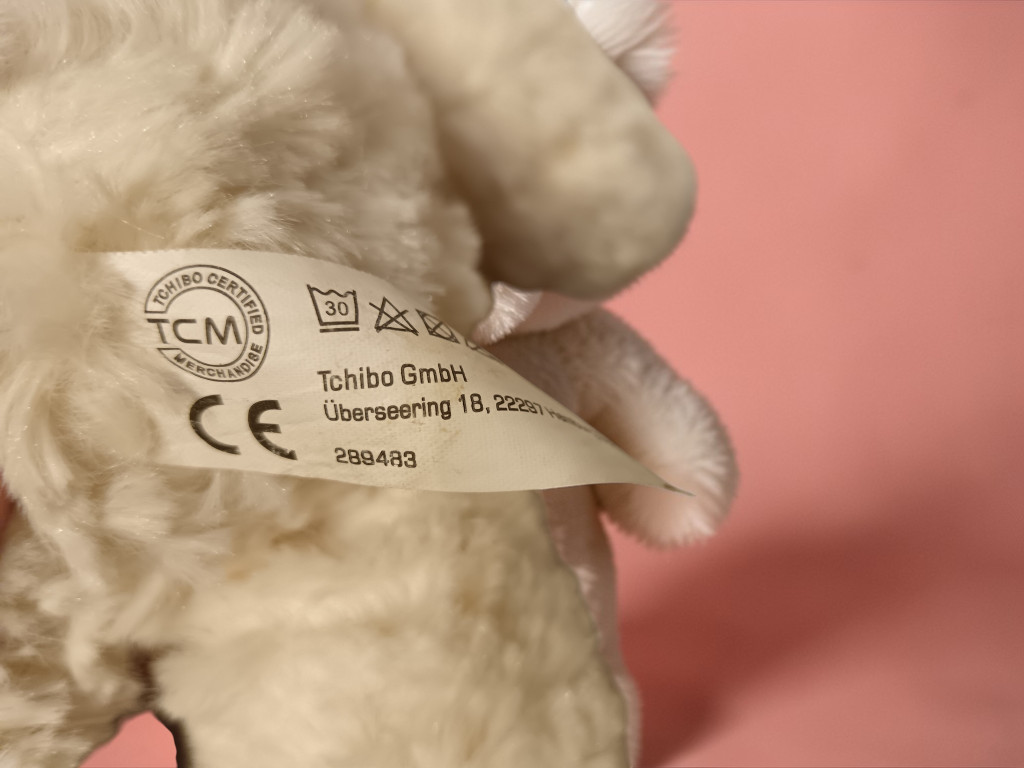 TCHIBO CERTIFIED
TCM
MERCHANDISE
30
Tchibo GmbH
Überseering 18, 22297
CE
289483